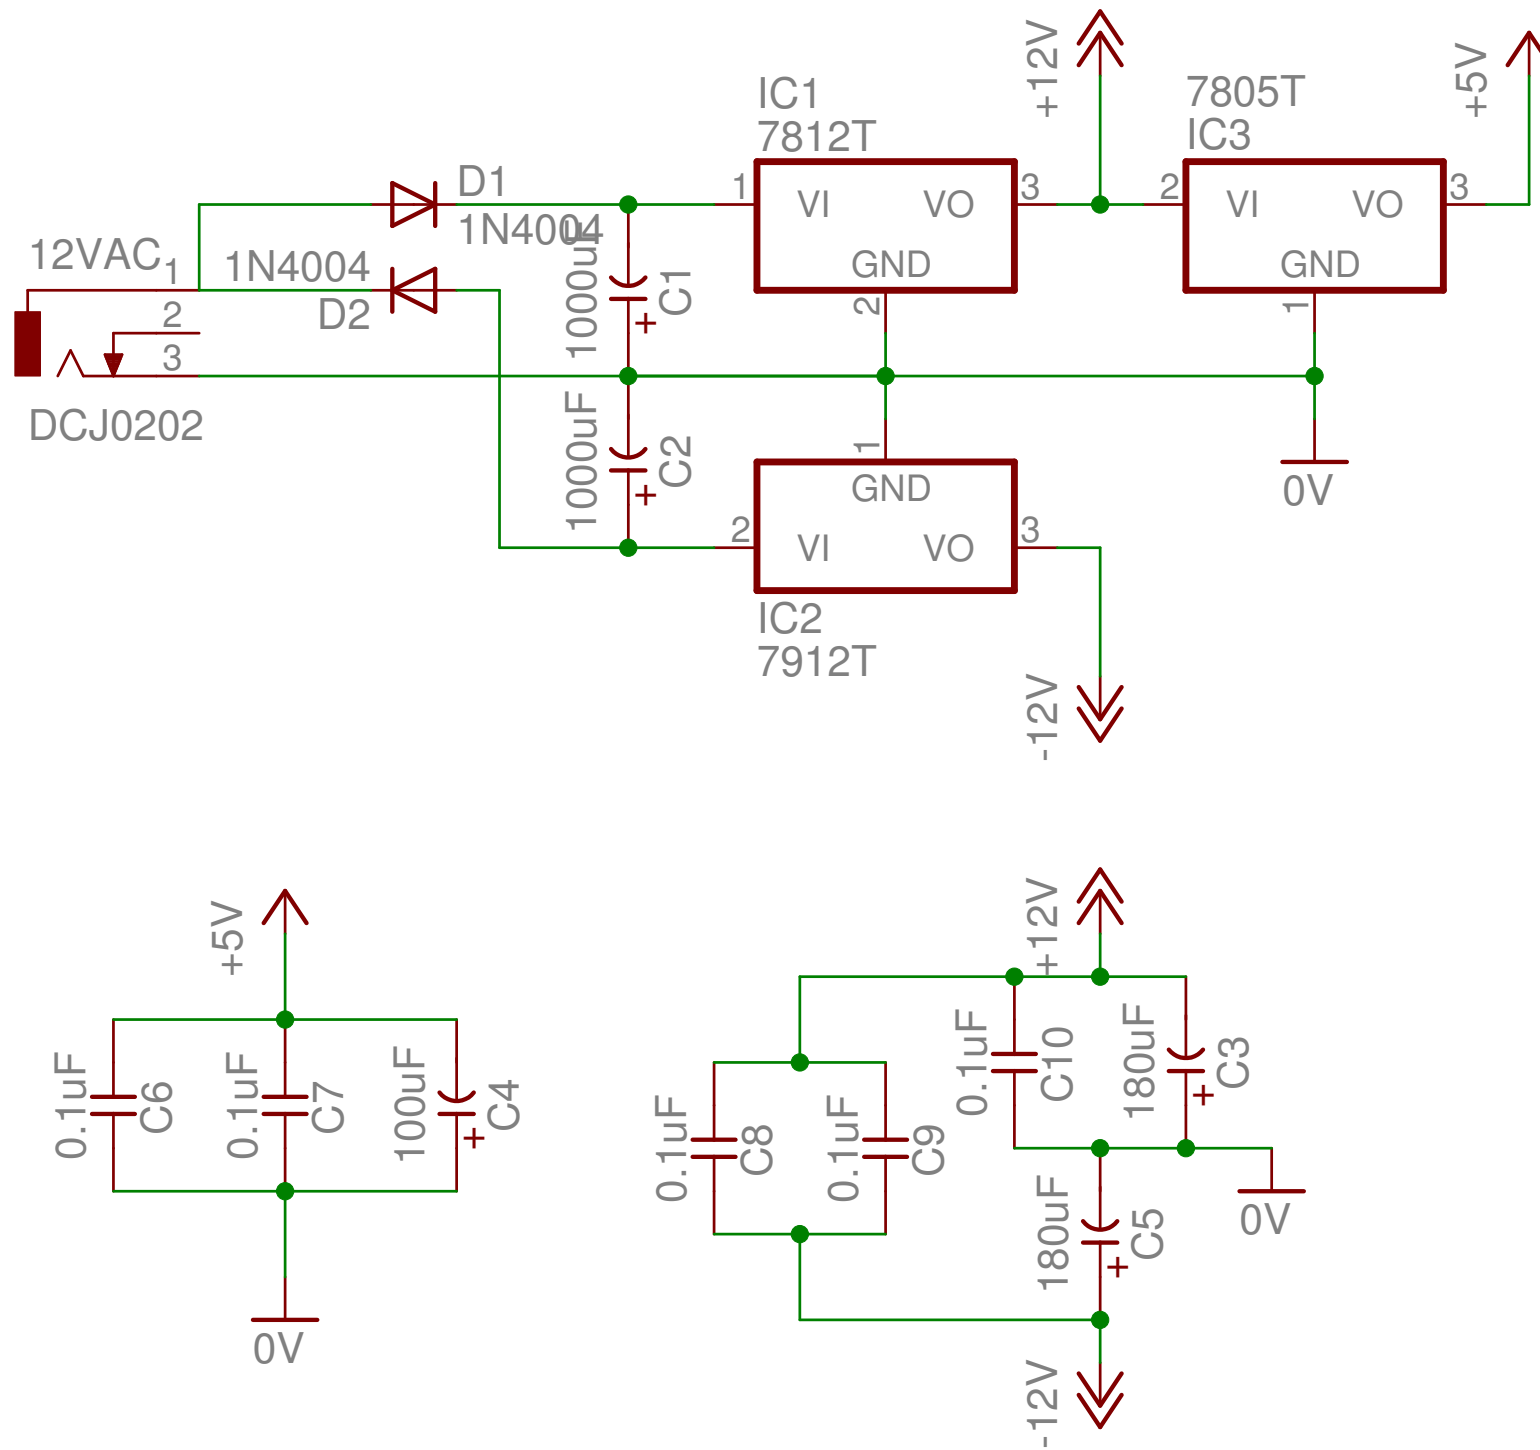 +12V
+5V
IC1
7812T
7805T
IC3
1
VI
VO
GND
3
2
2
VI
VO
GND
3
1
D1
1N4004
12VAC
1
1N4004
D2
2
3
DCJ0202
1000uF
C1
+
1000uF
C2
+
0V
1
GND
2
VI
VO
3
IC2
7912T
-12V
+5V
0.1uF
C6
0.1uF
C7
100uF
C4
+
0V
+12V
0.1uF
C10
180uF
C3
+
0.1uF
C8
0.1uF
C9
180uF
C5
+
0V
-12V